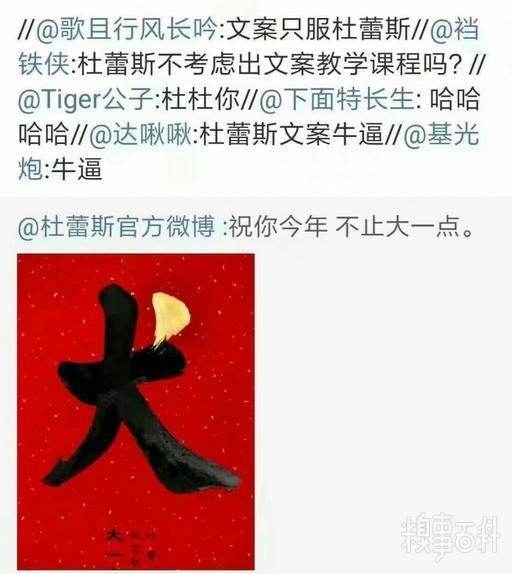 //@歌且行风长吟:文案只服杜蕾斯//@裆
铁侠:杜蕾斯不考虑出文案教学课程吗? //
@Tiger公子:杜杜你//@下面特长生: 哈哈
哈哈//@达啾啾:杜蕾斯文案牛逼//@基光
炮:牛逼
@杜蕾斯官方微博 :祝你今年 不止大一点。
犬
大一
糗事百科